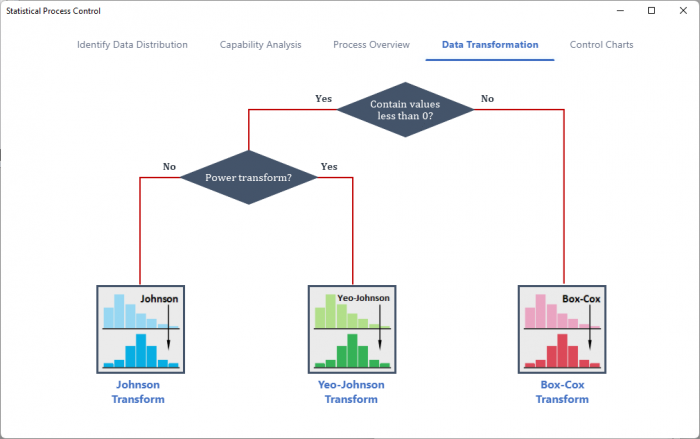 Statistical Process Control
Identify Data Distribution
Capability Analysis
Process Overview
Data Transformation
Control Charts
Yes
Contain values
less than 0?
No
No
Power transform?
Yes
Johnson
Yeo-Johnson
Box-Cox
Johnson
Transform
Yeo-Johnson
Transform
Box-Cox
Transform